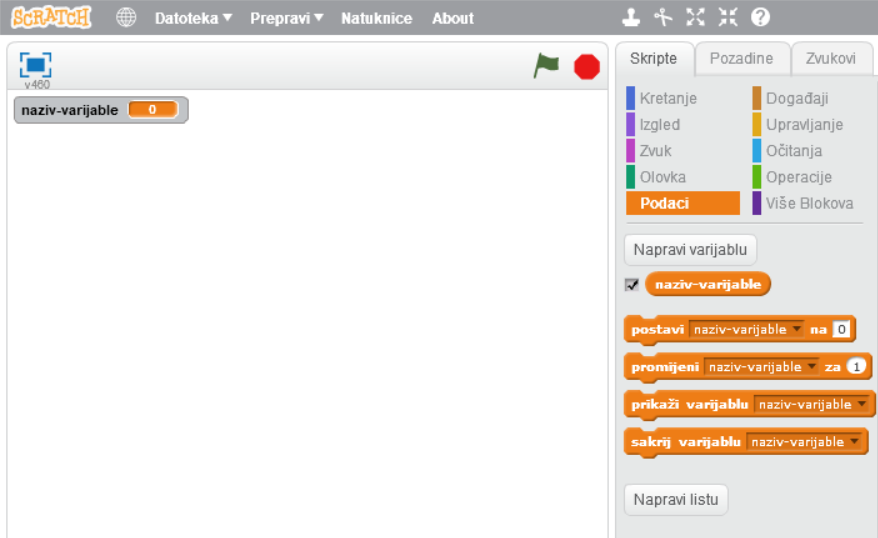 SCRATCH Datoteka Prepravi Natuknice About
v460
naziv-varijable 0
Skripte Pozadine Zvukovi
Kretanje Događaji
Izgled Upravljanje
Zvuk Očitanja
Olovka Operacije
Podaci Više Blokova
Napravi varijablu
naziv-varijable
postavi naziv-varijable na 0
promijeni naziv-varijable za 1
prikaži varijablu naziv-varijable
sakrij varijablu naziv-varijable
Napravi listu